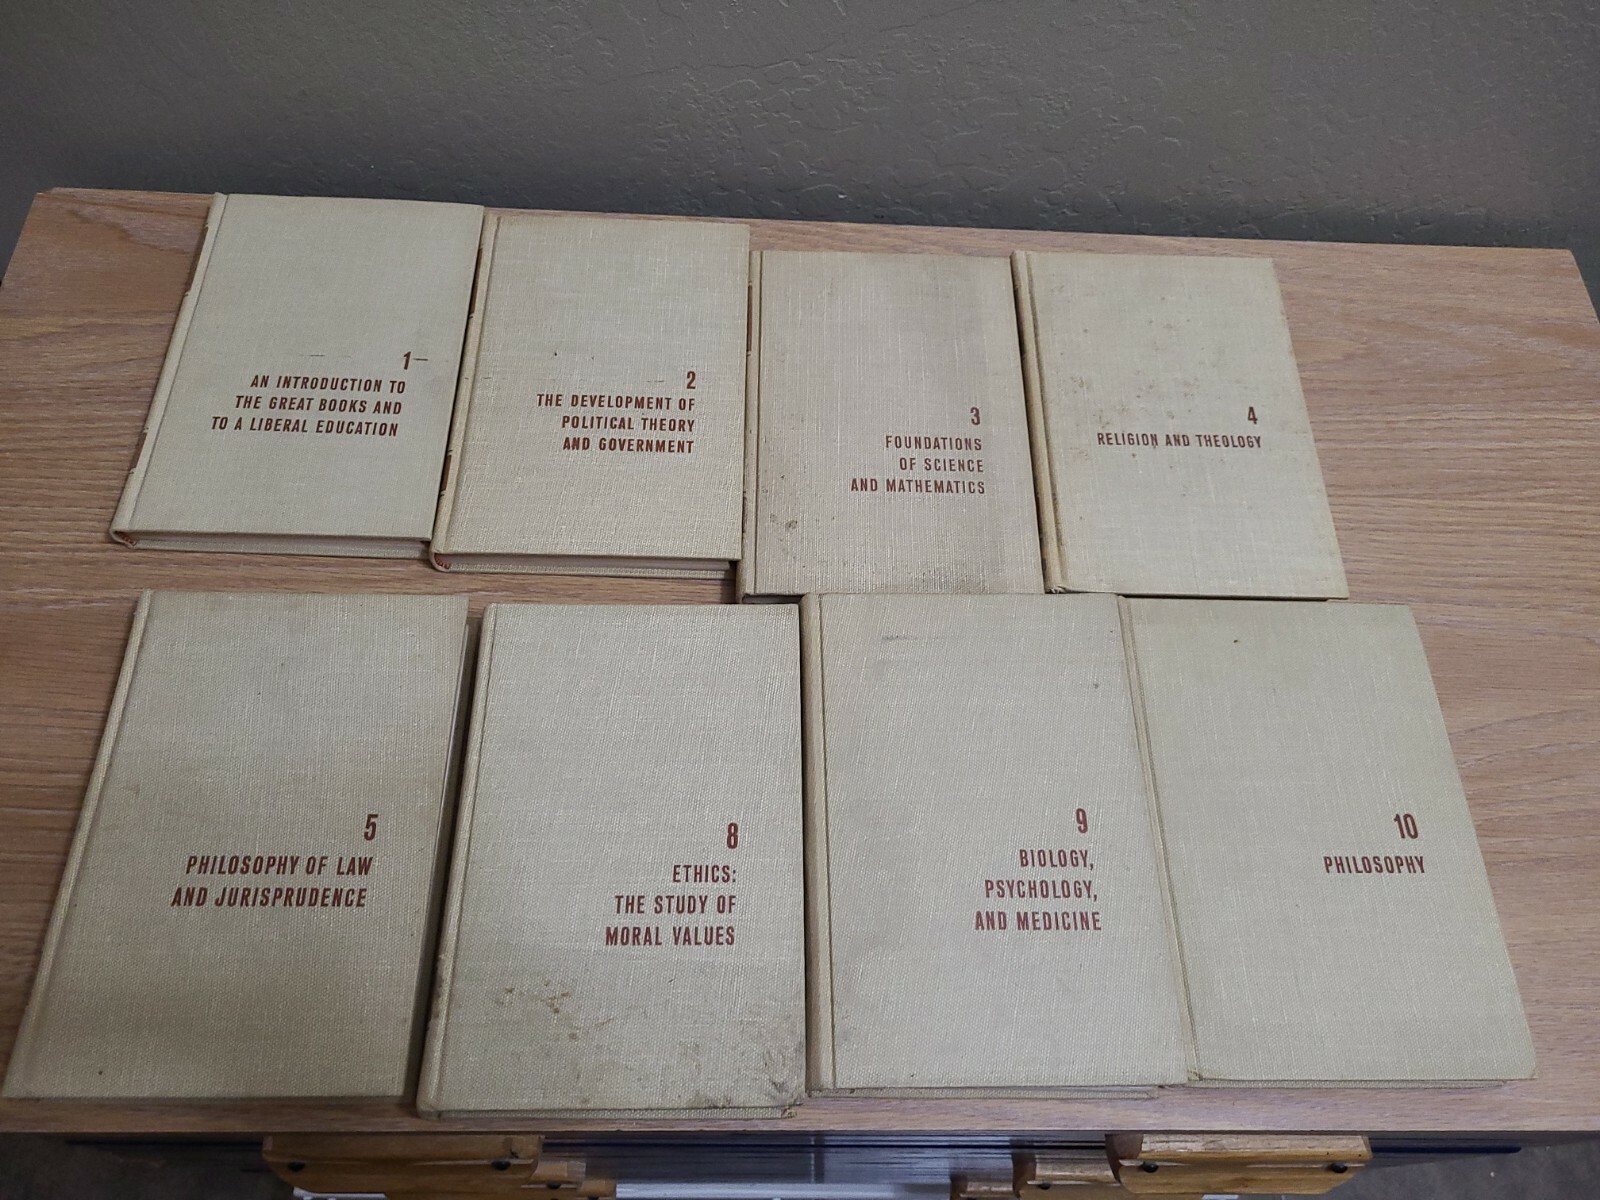 1
AN INTRODUCTION TO
THE GREAT BOOKS AND
TO A LIBERAL EDUCATION
2
THE DEVELOPMENT OF
POLITICAL THEORY
AND GOVERNMENT
3
FOUNDATIONS
OF SCIENCE
AND MATHEMATICS
4
RELIGION AND THEOLOGY
5
PHILOSOPHY OF LAW
AND JURISPRUDENCE
8
ETHICS:
THE STUDY OF
MORAL VALUES
9
BIOLOGY,
PSYCHOLOGY,
AND MEDICINE
10
PHILOSOPHY